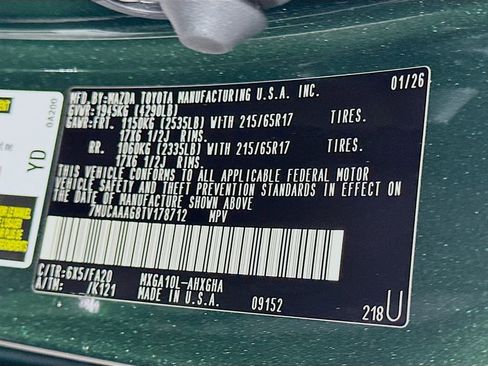 MFD.BY:MAZDA TOYOTA MANUFACTURING U.S.A. INC. 01/26
GVWR:1945KG (4290LB)
GAWR:FRT. 1150KG (2535LB) WITH 215/65R17 TIRES.
17X6 1/2J RIMS.
RR. 1060KG (2335LB) WITH 215/65R17 TIRES.
17X6 1/2J RIMS.
THIS VEHICLE CONFORMS TO ALL APPLICABLE FEDERAL MOTOR
VEHICLE SAFETY AND THEFT PREVENTION STANDARDS IN EFFECT ON
THE DATE OF MANUFACTURE SHOWN ABOVE.
7MUCAAAG8TV178712 MPV
C/TR:6X5/FA20 MXGA10L-AHXGHA
A/TM: /K121 MADE IN U.S.A. 09152 218U
YD
0A200